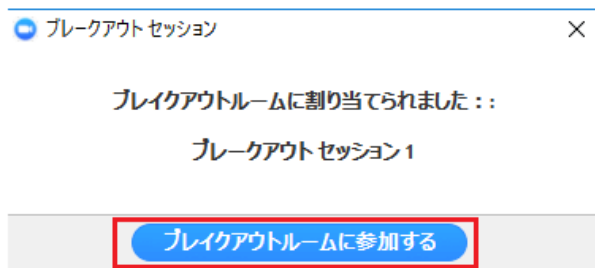 ブレークアウト セッション
ブレイクアウトルームに割り当てられました：:
ブレークアウト セッション 1
ブレイクアウトルームに参加する